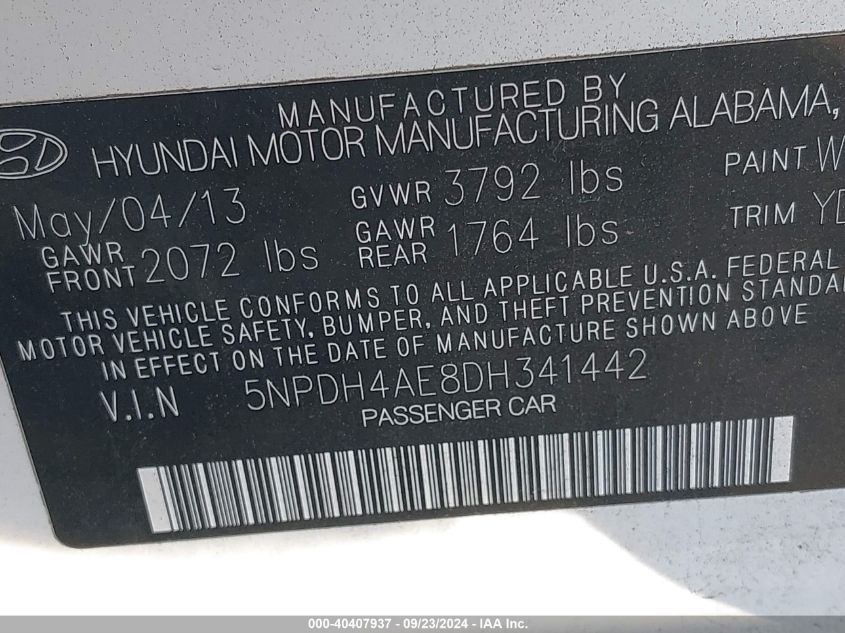 MANUFACTURED BY
HYUNDAI MOTOR MANUFACTURING ALABAMA,
May/04/13 GVWR 3792 lbs PAINT
GAWR FRONT 2072 lbs GAWR REAR 1764 lbs TRIM
THIS VEHICLE CONFORMS TO ALL APPLICABLE U.S.A. FEDERAL
MOTOR VEHICLE SAFETY, BUMPER, AND THEFT PREVENTION
IN EFFECT ON THE DATE OF MANUFACTURE SHOWN ABOVE
V.I.N 5NPDH4AE8DH341442
PASSENGER CAR
000-40407937 - 09/23/2024 - IAA Inc.